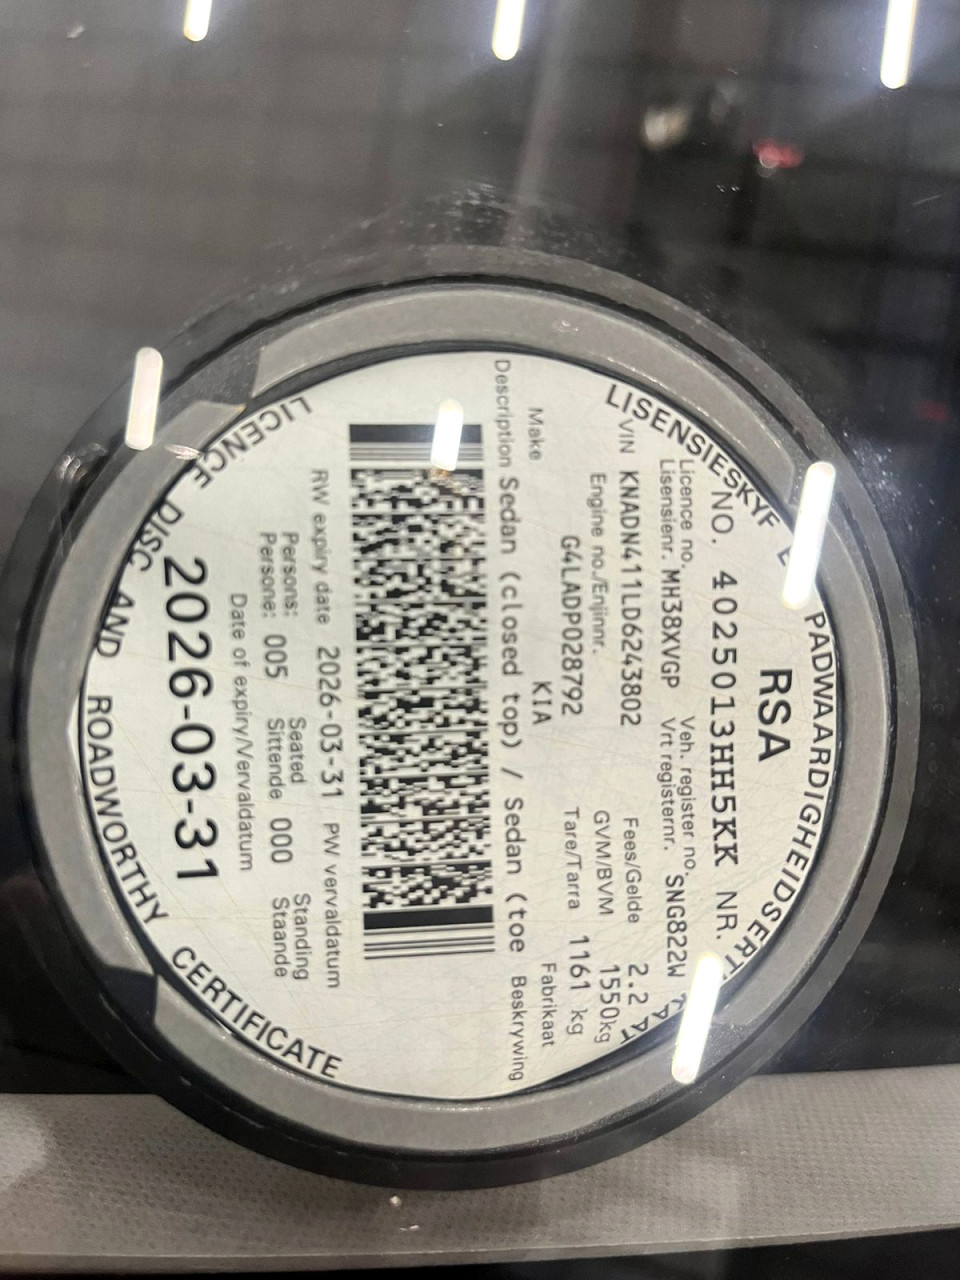 LISENSIESKYF E PADWAARDIGHEIDSERT
RSA
NO. 4025013HH5KK NR.
Licence no. Veh. register no.
Lisensienr. MH38XVGP Vrt registernr. SNG822W
VIN KNADN411LD6243802 Fees/Gelde 2.2
Engine no./Enjinnr. GVM/BVM 1550kg
G4LADP028792 Tare/Tarra 1161 kg
Make KIA Fabrikaat
Description Sedan (closed top) / Sedan (toe Beskrywing
RW expiry date 2026-03-31 PW vervaldatum
Persons: Seated Standing
Persone: 005 Sittende 000 Staande
Date of expiry/Vervaldatum
2026-03-31
LICENCE DISC AND ROADWORTHY CERTIFICATE